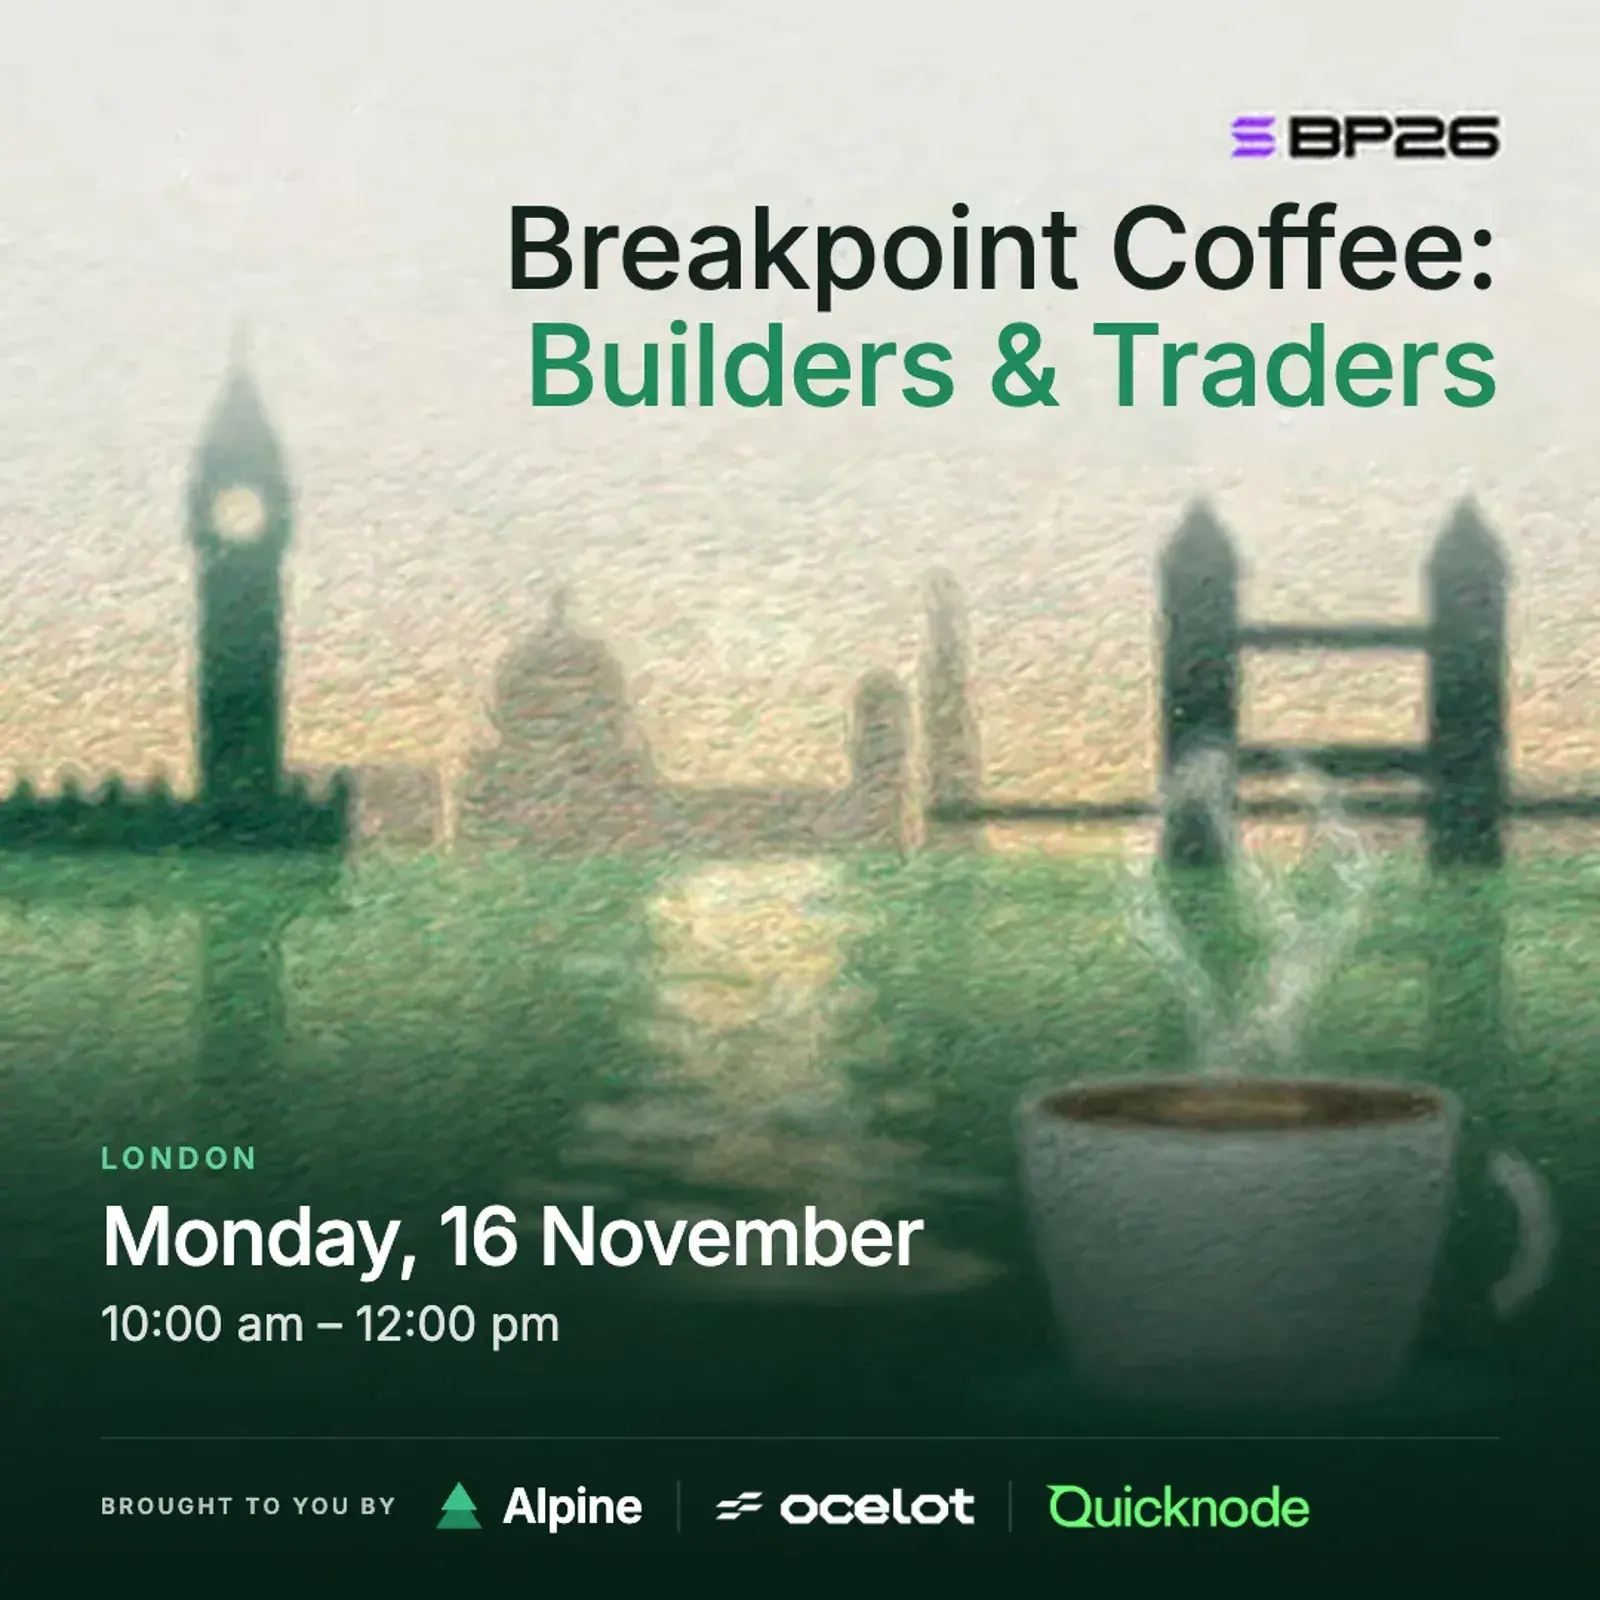 BP26
Breakpoint Coffee:
Builders & Traders
LONDON
Monday, 16 November
10:00 am – 12:00 pm
BROUGHT TO YOU BY Alpine ocelot Quicknode